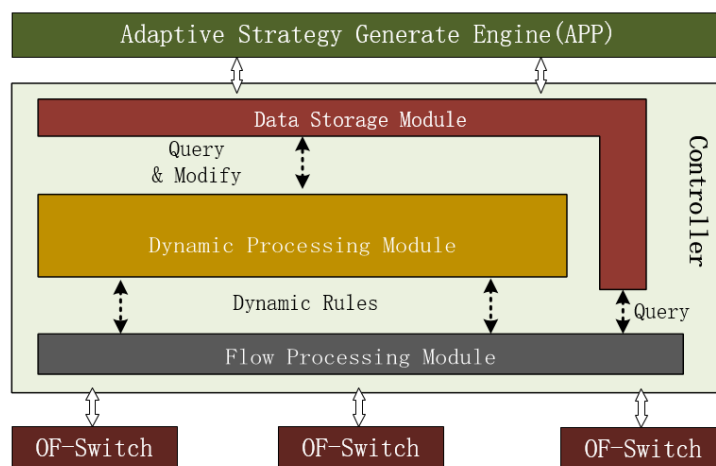 Adaptive Strategy Generate Engine(APP)
Data Storage Module
Query
& Modify
Controller
Dynamic Processing Module
Dynamic Rules
Query
Flow Processing Module
OF-Switch
OF-Switch
OF-Switch